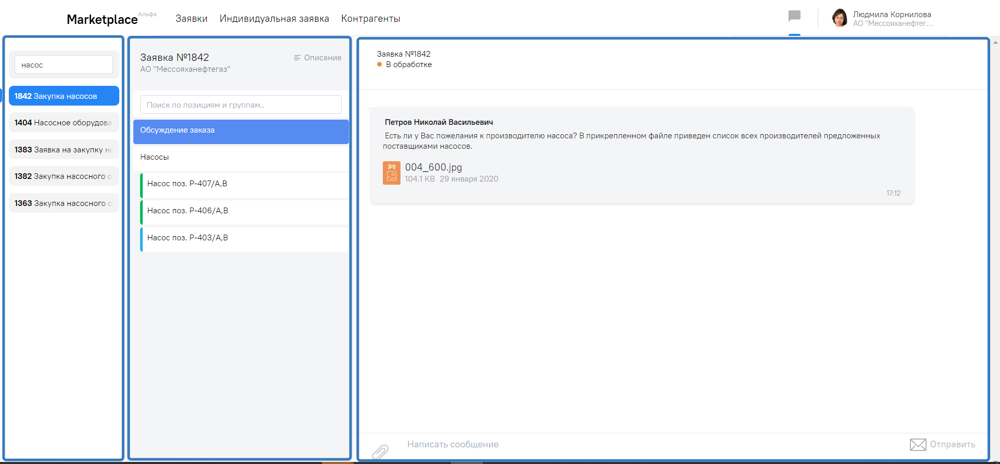 Marketplace Альфа
Заявки
Индивидуальная заявка
Контрагенты
Людмила Корнилова
АО "Мессояханефтег...
насос
1842 Закупка насосов
1404 Насосное оборудова
1383 Заявка на закупку на
1382 Закупка насосного о
1363 Закупка насосного о
Заявка №1842
Описание
АО "Мессояханефтегаз"
Поиск по позициям и группам..
Обсуждение заказа
Насосы
Насос поз. P-407/A,B
Насос поз. P-406/A,B
Насос поз. P-403/A,B
Заявка №1842
В обработке
Петров Николай Васильевич
Есть ли у Вас пожелания к производителю насоса? В прикрепленном файле приведен список всех производителей предложенных
поставщиками насосов.
jpg
004_600.jpg
104.1 KB 29 января 2020
17:12
Написать сообщение
Отправить